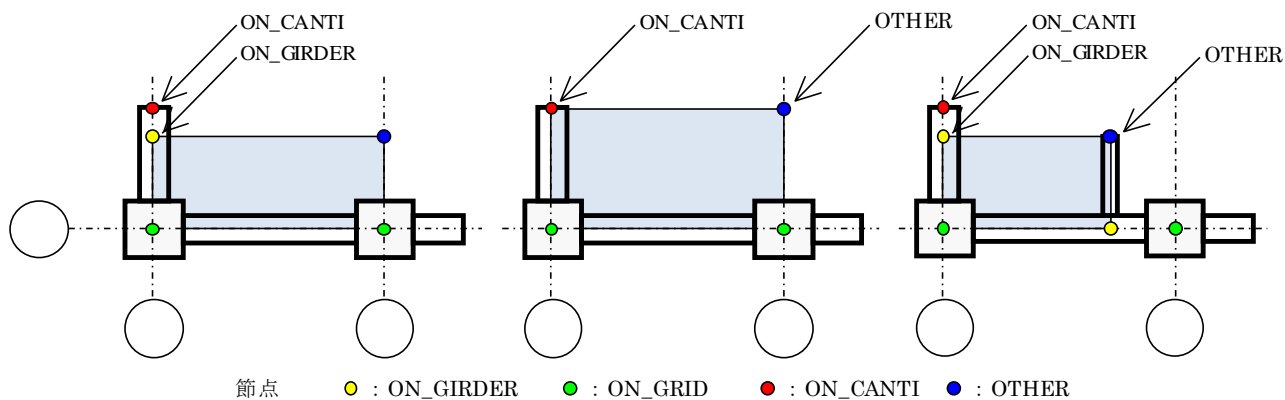 ON_CANTI
ON_GIRDER
ON_CANTI
OTHER
ON_CANTI
ON_GIRDER
OTHER
節点 : ON_GIRDER : ON_GRID : ON_CANTI : OTHER